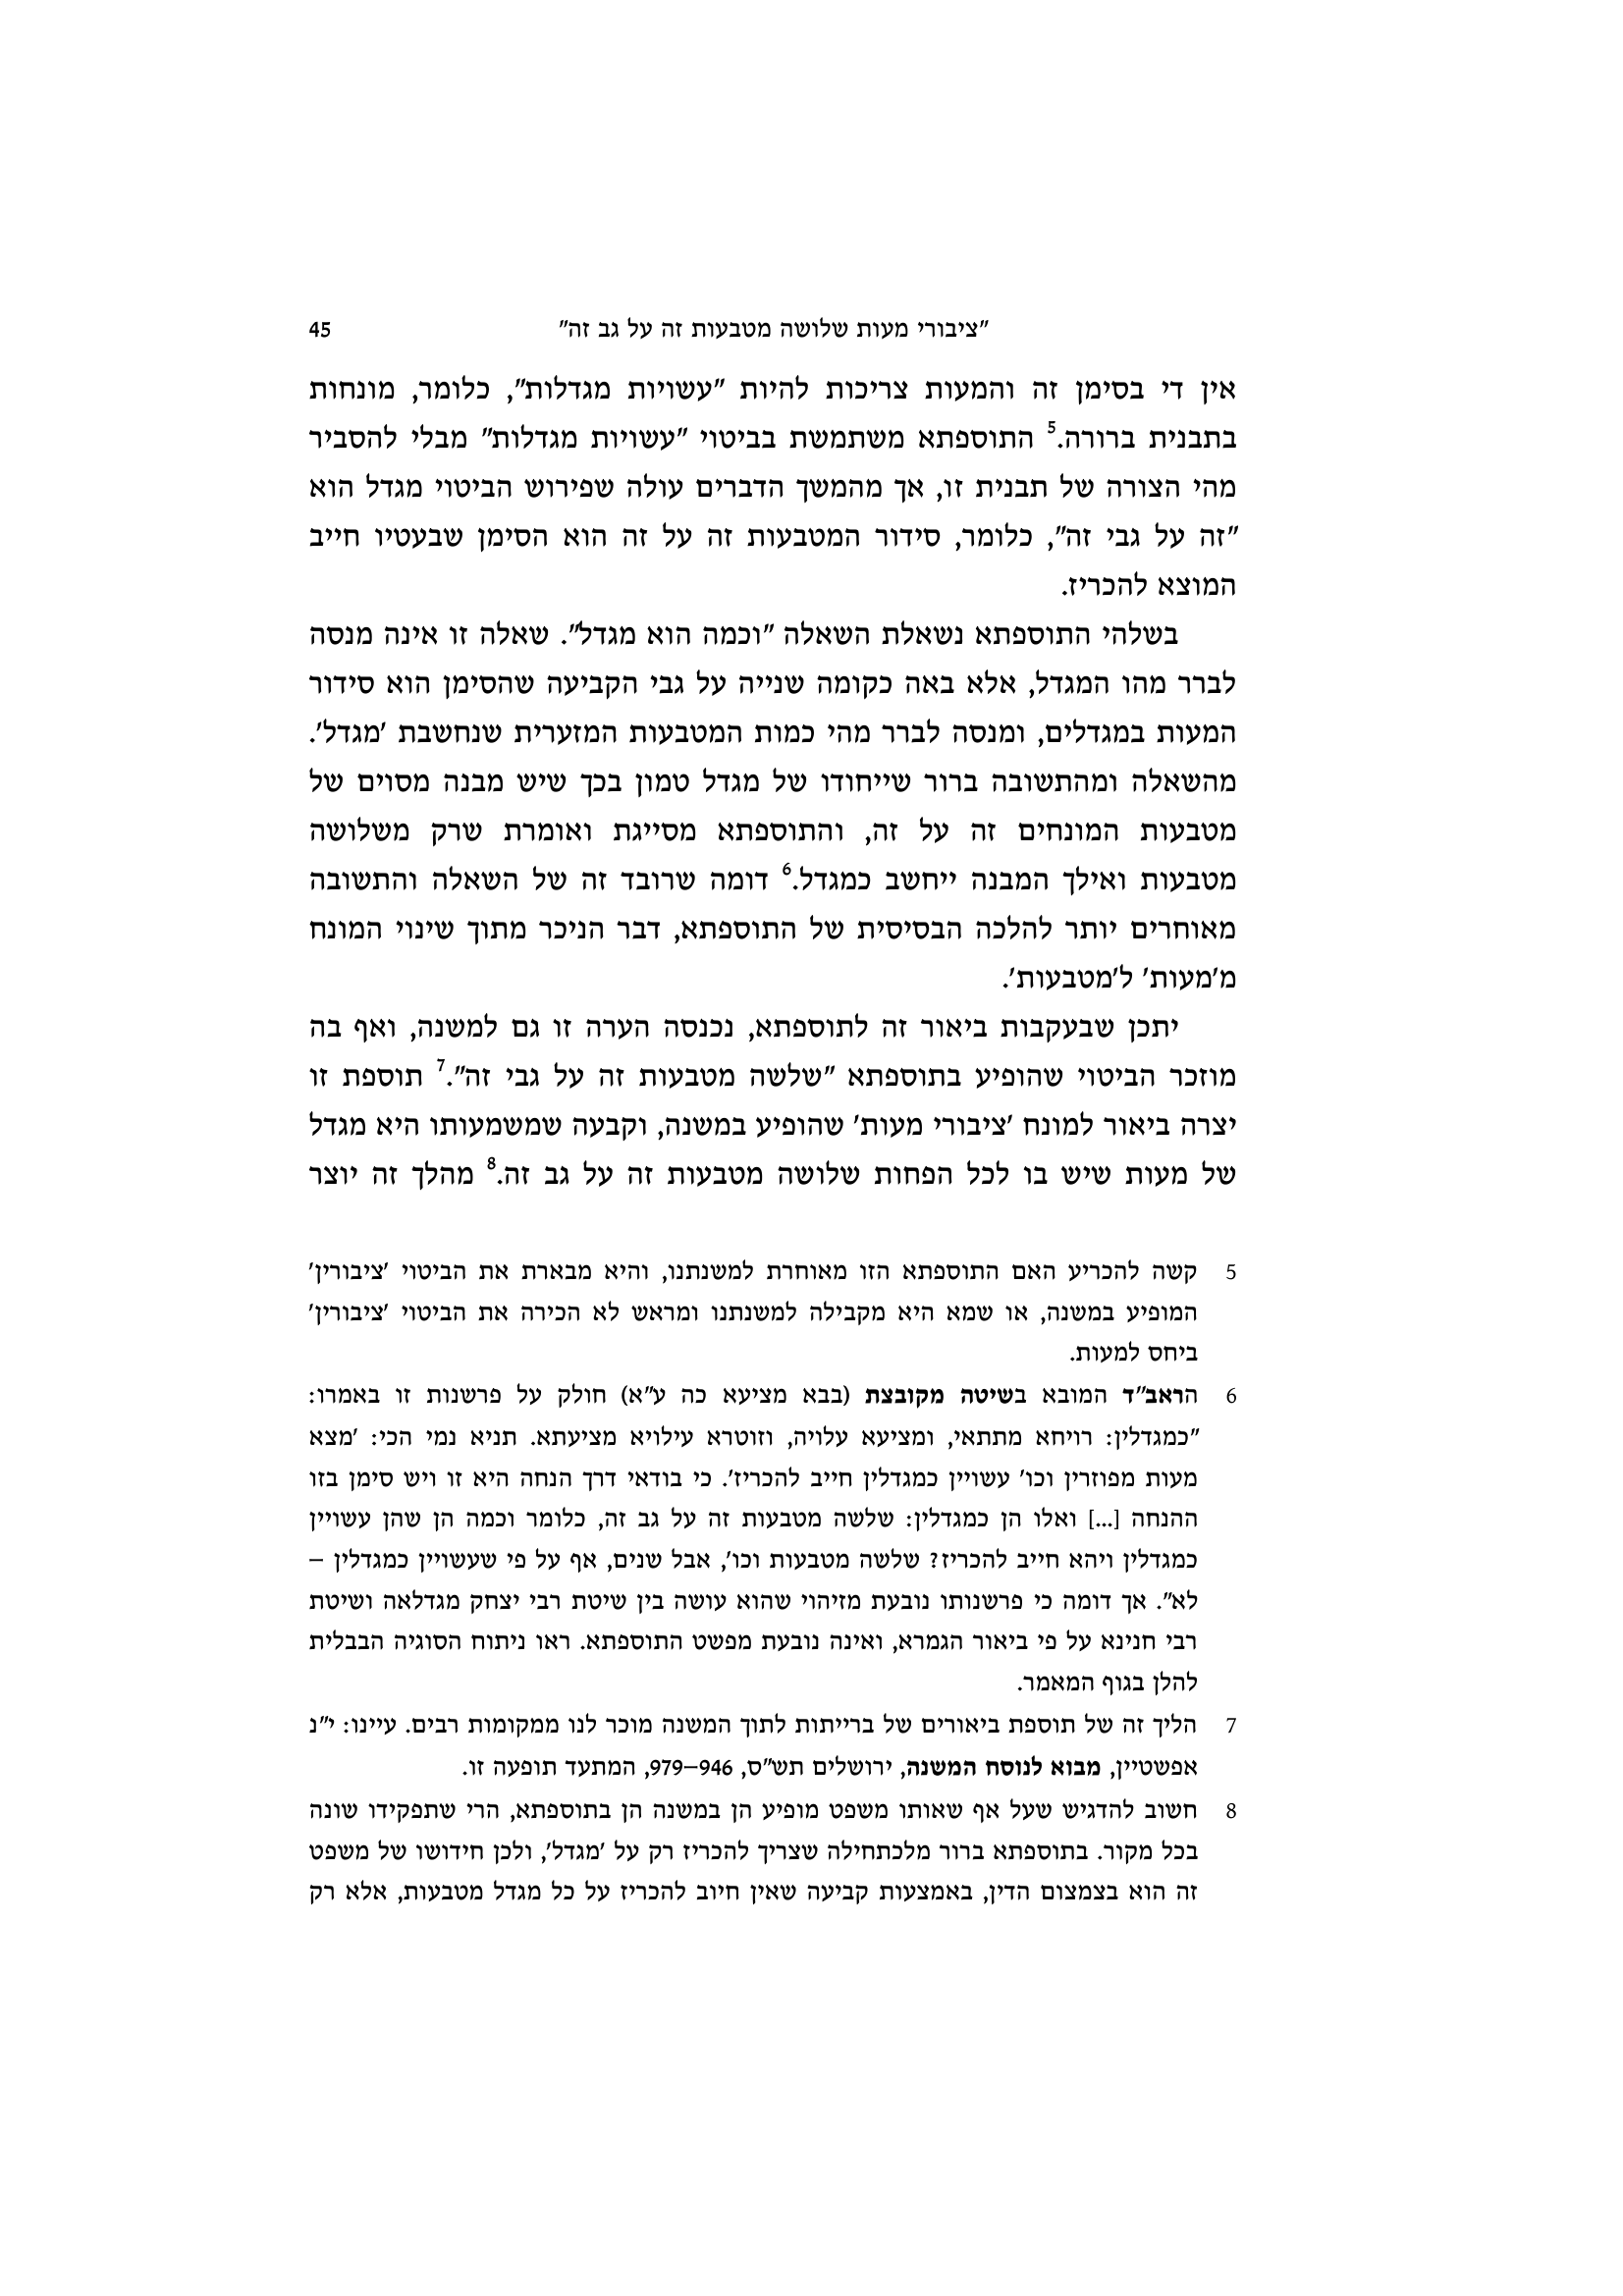 "ציבורי מעות שלושה מטבעות זה על גב זה" 45
אין די בסימן זה והמעות צריכות להיות "עשויות מגדלות", כלומר, מונחות
בתבנית ברורה.5 התוספתא משתמשת בביטוי "עשויות מגדלות" מבלי להסביר
מהי הצורה של תבנית זו, אך מהמשך הדברים עולה שפירוש הביטוי מגדל הוא
"זה על גבי זה", כלומר, סידור המטבעות זה על זה הוא הסימן שבעטיו חייב
המוצא להכריז.
בשלהי התוספתא נשאלת השאלה "וכמה הוא מגדל". שאלה זו אינה מנסה
לברר מהו המגדל, אלא באה כקומה שנייה על גבי הקביעה שהסימן הוא סידור
המעות במגדלים, ומנסה לברר מהי כמות המטבעות המזערית שנחשבת 'מגדל'.
מהשאלה ומהתשובה ברור שייחודו של מגדל טמון בכך שיש מבנה מסוים של
מטבעות המונחים זה על זה, והתוספתא מסייגת ואומרת שרק משלושה
מטבעות ואילך המבנה ייחשב כמגדל.6 דומה שרובד זה של השאלה והתשובה
מאוחרים יותר להלכה הבסיסית של התוספתא, דבר הניכר מתוך שינוי המונח
מ'מעות' ל'מטבעות'.
יתכן שבעקבות ביאור זה לתוספתא, נכנסה הערה זו גם למשנה, ואף בה
מוזכר הביטוי שהופיע בתוספתא "שלשה מטבעות זה על גבי זה".7 תוספת זו
יצרה ביאור למונח 'ציבורי מעות' שהופיע במשנה, וקבעה שמשמעותו היא מגדל
של מעות שיש בו לכל הפחות שלושה מטבעות זה על גב זה.8 מהלך זה יוצר
5 קשה להכריע האם התוספתא הזו מאוחרת למשנתנו, והיא מבארת את הביטוי 'ציבורין'
המופיע במשנה, או שמא היא מקבילה למשנתנו ומראש לא הכירה את הביטוי 'ציבורין'
ביחס למעות.
6 הראב"ד המובא בשיטה מקובצת (בבא מציעא כה ע"א) חולק על פרשנות זו באמרו:
"כמגדלין: רויחא מתתאי, ומציעא עלויה, וזוטרא עילויא מציעתא. תניא נמי הכי: 'מצא
מעות מפוזרין וכו' עשויין כמגדלין חייב להכריז'. כי בודאי דרך הנחה היא זו ויש סימן בזו
ההנחה [...] ואלו הן כמגדלין: שלשה מטבעות זה על גב זה, כלומר וכמה הן שהן עשויין
כמגדלין ויהא חייב להכריז? שלשה מטבעות וכו', אבל שנים, אף על פי שעשויין כמגדלין –
לא". אך דומה כי פרשנותו נובעת מזיהוי שהוא עושה בין שיטת רבי יצחק מגדלאה ושיטת
רבי חנינא על פי ביאור הגמרא, ואינה נובעת מפשט התוספתא. ראו ניתוח הסוגיה הבבלית
להלן בגוף המאמר.
7 הליך זה של תוספת ביאורים של ברייתות לתוך המשנה מוכר לנו ממקומות רבים. עיינו: י"נ
אפשטיין, מבוא לנוסח המשנה, ירושלים תש"ס, 946–979, המתעד תופעה זו.
8 חשוב להדגיש שעל אף שאותו משפט מופיע הן במשנה הן בתוספתא, הרי שתפקידו שונה
בכל מקור. בתוספתא ברור מלכתחילה שצריך להכריז רק על 'מגדל', ולכן חידושו של משפט
זה הוא בצמצום הדין, באמצעות קביעה שאין חיוב להכריז על כל מגדל מטבעות, אלא רק